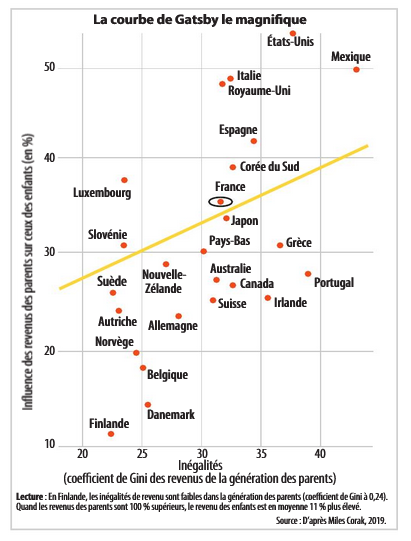 La courbe de Gatsby le magnifique
Influence des revenus des parents sur ceux des enfants (en %)
États-Unis
50
Mexique
Italie
Royaume-Uni
Espagne
40
Corée du Sud
Luxembourg
France
Japon
Slovénie
30
Pays-Bas
Grèce
Suède
Nouvelle-
Zélande
Australie
Canada
Portugal
Autriche
Allemagne
Suisse
Irlande
20
Norvège
Belgique
Danemark
Finlande
10
20 25 30 35 40
Inégalités
(coefficient de Gini des revenus de la génération des parents)
Lecture : En Finlande, les inégalités de revenu sont faibles dans la génération des parents (coefficient de Gini à 0,24).
Quand les revenus des parents sont 100 % supérieurs, le revenu des enfants est en moyenne 11 % plus élevé.
Source : D'après Miles Corak, 2019.